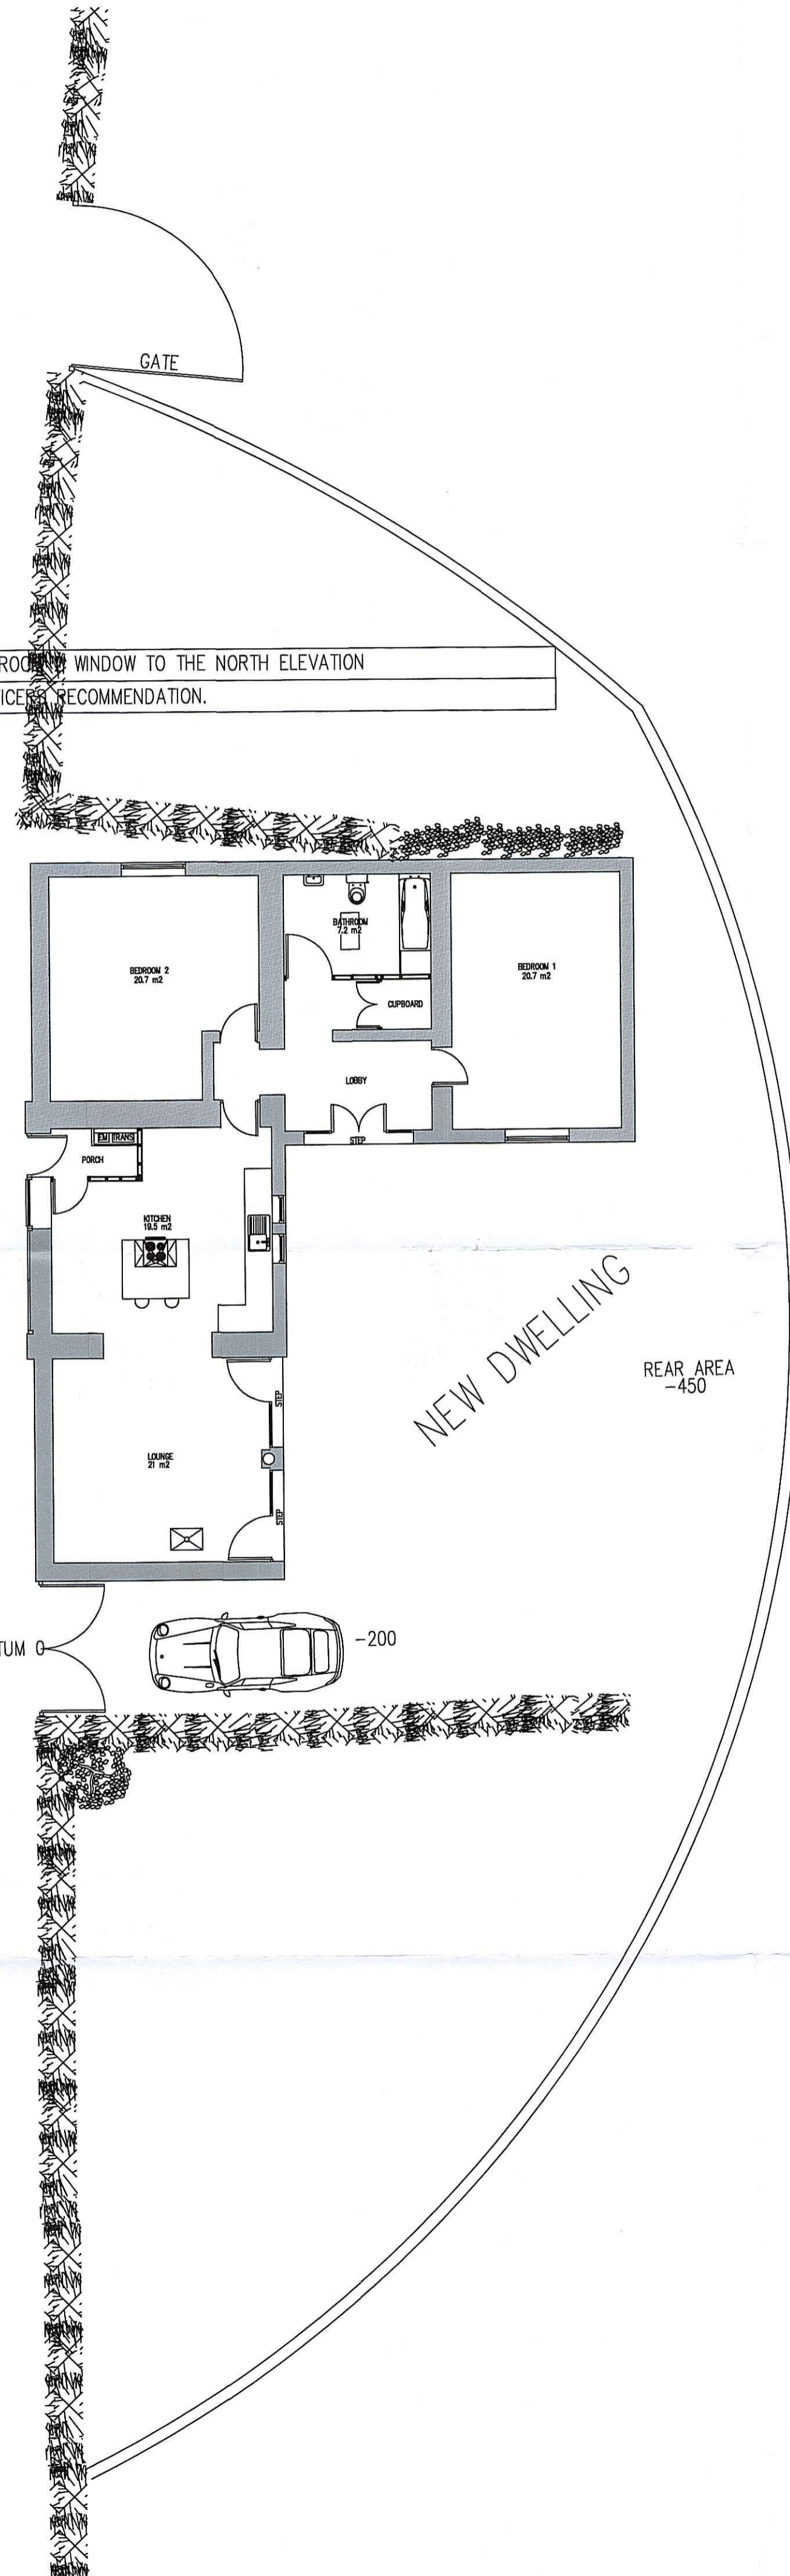 GATE
WINDOW TO THE NORTH ELEVATION
RECOMMENDATION.
BATHROOM
7.2 m2
BEDROOM 2
20.7 m2
BEDROOM 1
20.7 m2
CUPBOARD
LOBBY
STEP
EM TRANS
PORCH
KITCHEN
19.5 m2
NEW DWELLING
REAR AREA
-450
STEP
LOUNGE
21 m2
STEP
-200
TUM 0